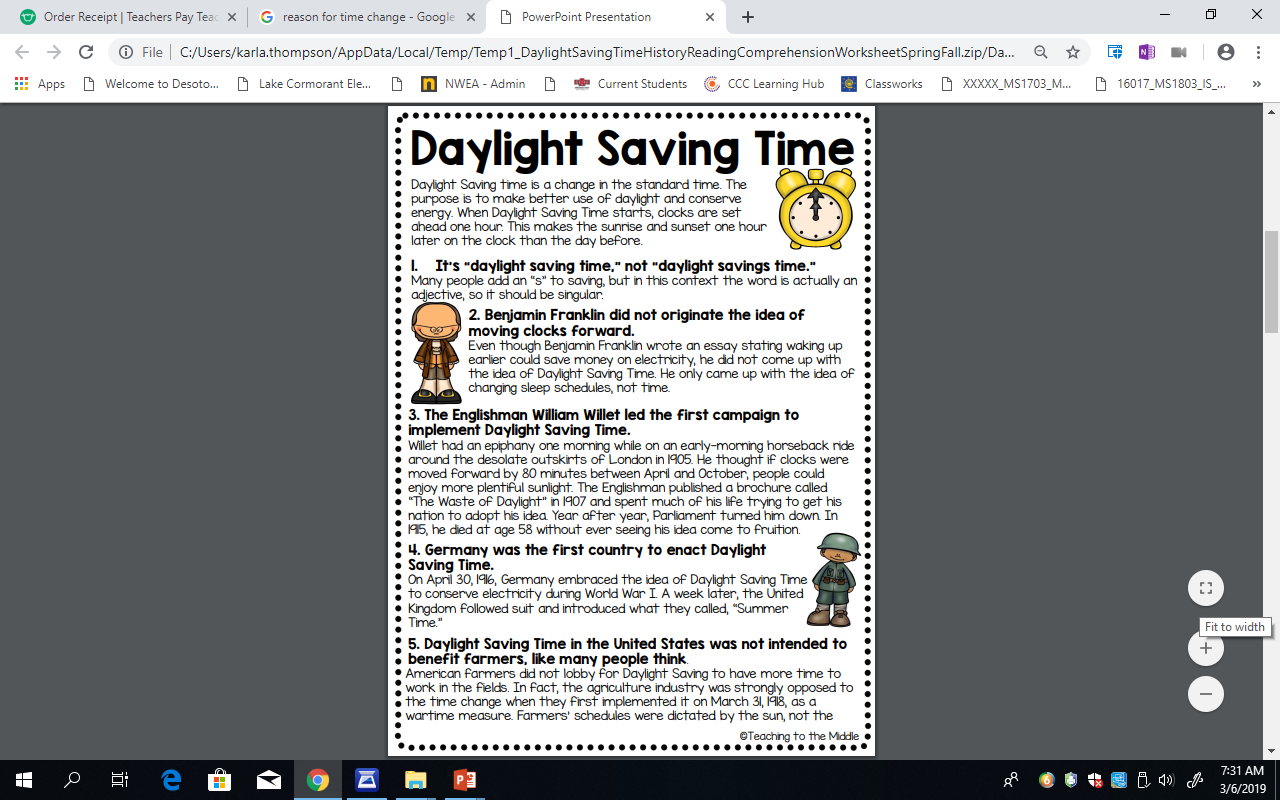 Order Receipt | Teachers Pay Teac
reason for time change - Google
PowerPoint Presentation
File
C:/Users/karla.thompson/AppData/Local/Temp/Temp1_DaylightSavingTimeHistoryReadingComprehensionWorksheetSpringFall.zip/Da...
Apps
Welcome to Desoto...
Lake Cormorant Ele...
NWEA - Admin
Current Students
CCC Learning Hub
Classworks
XXXXX_MS1703_M...
16017_MS1803_IS_...
»
Daylight Saving Time
Daylight Saving time is a change in the standard time. The
purpose is to make better use of daylight and conserve
energy. When Daylight Saving Time starts, clocks are set
ahead one hour. This makes the sunrise and sunset one hour
later on the clock than the day before.
1. It's "daylight saving time," not "daylight savings time."
Many people add an "s" to saving, but in this context the word is actually an
adjective, so it should be singular.
2. Benjamin Franklin did not originate the idea of
moving clocks forward.
Even though Benjamin Franklin wrote an essay stating waking up
earlier could save money on electricity, he did not come up with
the idea of Daylight Saving Time. He only came up with the idea of
changing sleep schedules, not time.
3. The Englishman William Willet led the first campaign to
implement Daylight Saving Time.
Willet had an epiphany one morning while on an early-morning horseback ride
around the desolate outskirts of London in 1905. He thought if clocks were
moved forward by 80 minutes between April and October, people could
enjoy more plentiful sunlight. The Englishman published a brochure called
"The Waste of Daylight" in 1907 and spent much of his life trying to get his
nation to adopt his idea. Year after year, Parliament turned him down. In
1915, he died at age 58 without ever seeing his idea come to fruition.
4. Germany was the first country to enact Daylight
Saving Time.
On April 30, 1916, Germany embraced the idea of Daylight Saving Time
to conserve electricity during World War I. A week later, the United
Kingdom followed suit and introduced what they called, "Summer
Time."
5. Daylight Saving Time in the United States was not intended to
benefit farmers, like many people think.
American farmers did not lobby for Daylight Saving to have more time to
work in the fields. In fact, the agriculture industry was strongly opposed to
the time change when they first implemented it on March 31, 1918, as a
wartime measure. Farmers' schedules were dictated by the sun, not the
©Teaching to the Middle
Fit to width
7:31 AM
3/6/2019